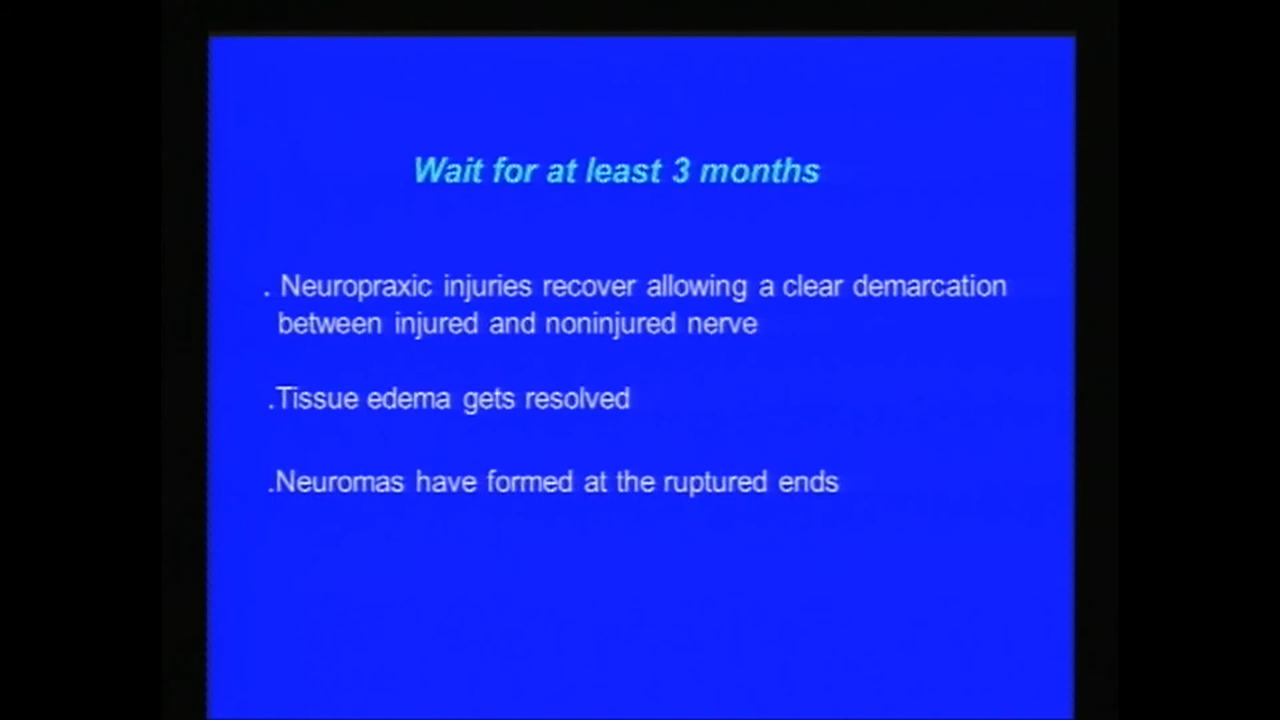 Wait for at least 3 months
. Neuropraxic injuries recover allowing a clear demarcation
between injured and noninjured nerve
.Tissue edema gets resolved
.Neuromas have formed at the ruptured ends